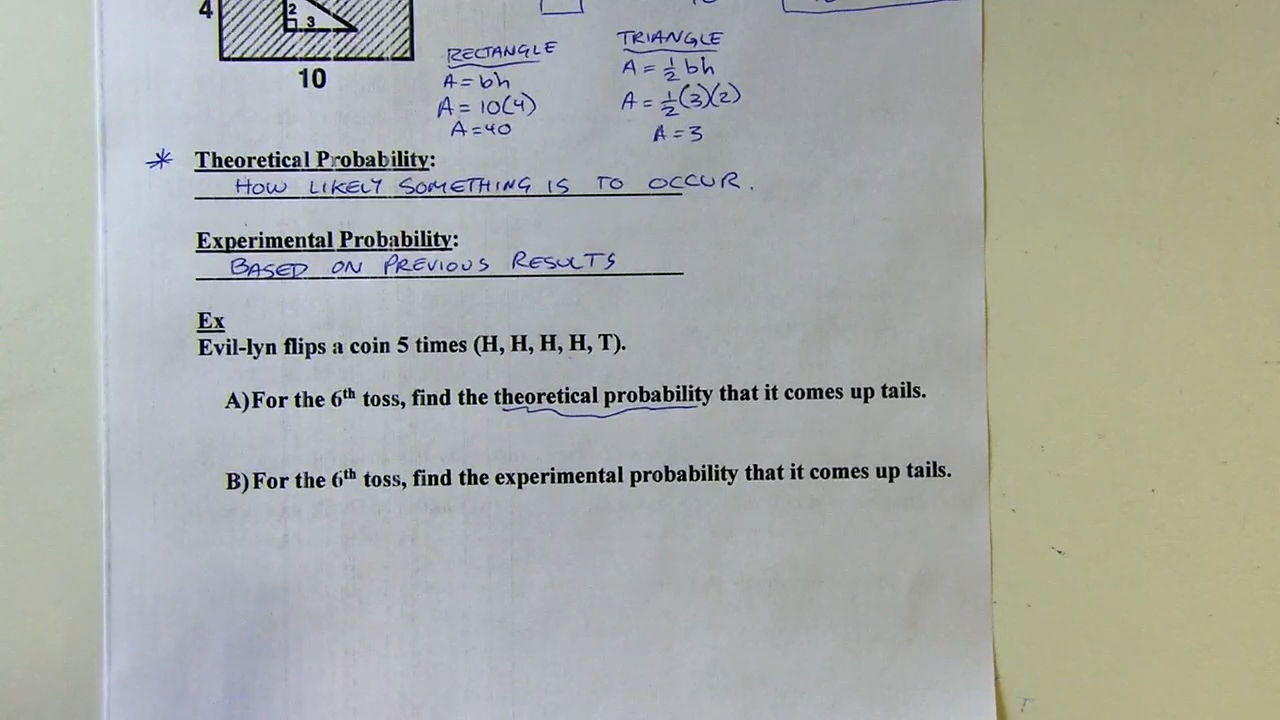 4
2
3
10
RECTANGLE
A = bh
A = 10(4)
A = 40
TRIANGLE
A = 1/2 bh
A = 1/2(3)(2)
A = 3
* Theoretical Probability:
HOW LIKELY SOMETHING IS TO OCCUR.
Experimental Probability:
BASED ON PREVIOUS RESULTS
Ex
Evil-lyn flips a coin 5 times (H, H, H, H, T).
A) For the 6th toss, find the theoretical probability that it comes up tails.
B) For the 6th toss, find the experimental probability that it comes up tails.